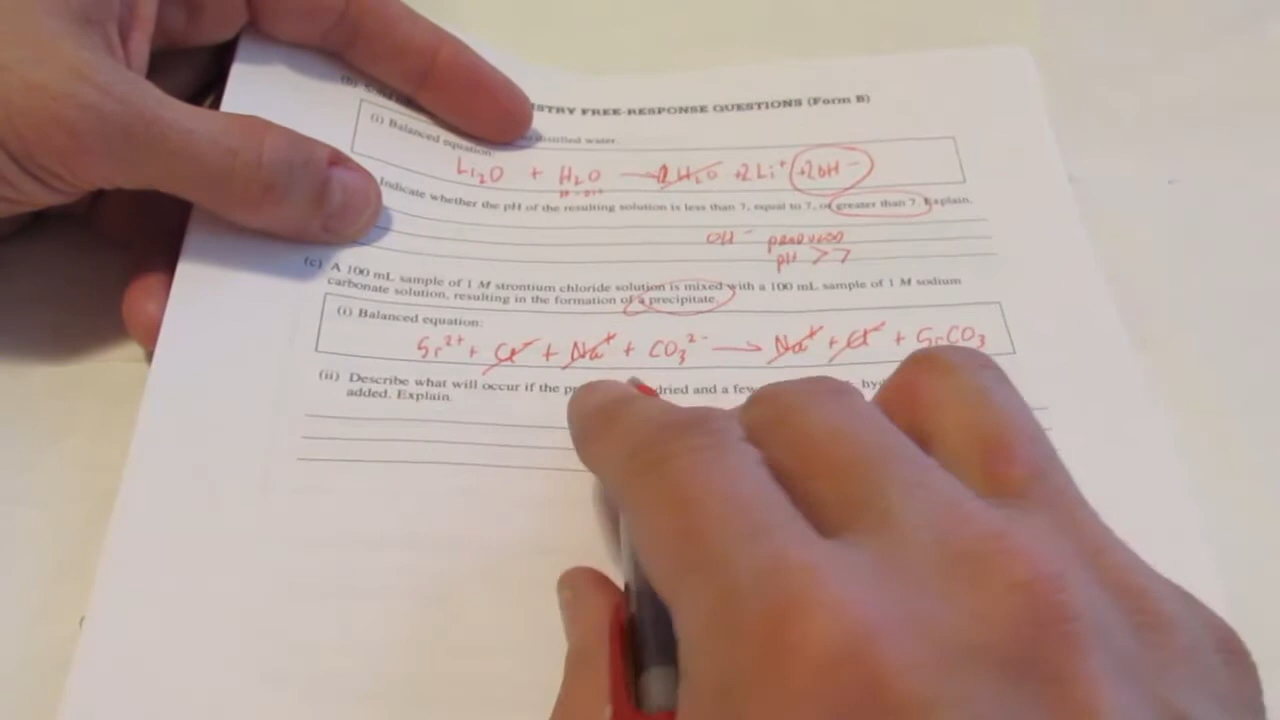 FREE-RESPONSE QUESTIONS (Form B)
(b)
distilled water.
(i) Balanced equation:
Li₂O + H₂O → 2H₂O + 2Li⁺ + 2OH⁻
Indicate whether the pH of the resulting solution is less than 7, equal to 7, or greater than 7. Explain.
OH⁻ produced
pH > 7
(c) A 100 mL sample of 1 M strontium chloride solution is mixed with a 100 mL sample of 1 M sodium
carbonate solution, resulting in the formation of a precipitate.
(i) Balanced equation:
Sr²⁺ + Cl⁻ + Na⁺ + CO₃²⁻ → Na⁺ + Cl⁻ + SrCO₃
(ii) Describe what will occur if the dried and a few
added. Explain.